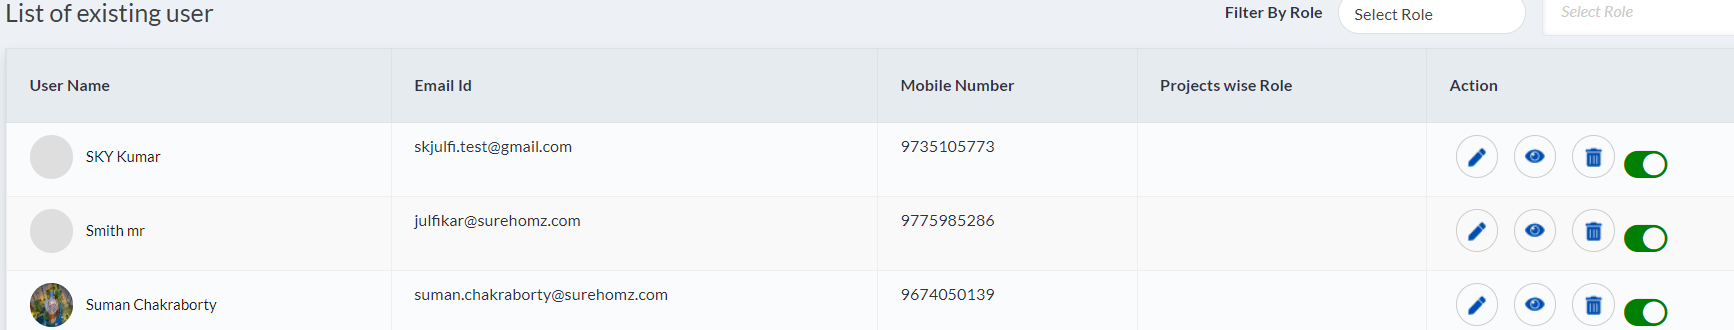 List of existing user
Filter By Role Select Role Select Role
User Name Email Id Mobile Number Projects wise Role Action
SKY Kumar skjulfi.test@gmail.com 9735105773
Smith mr julfikar@surehomz.com 9775985286
Suman Chakraborty suman.chakraborty@surehomz.com 9674050139